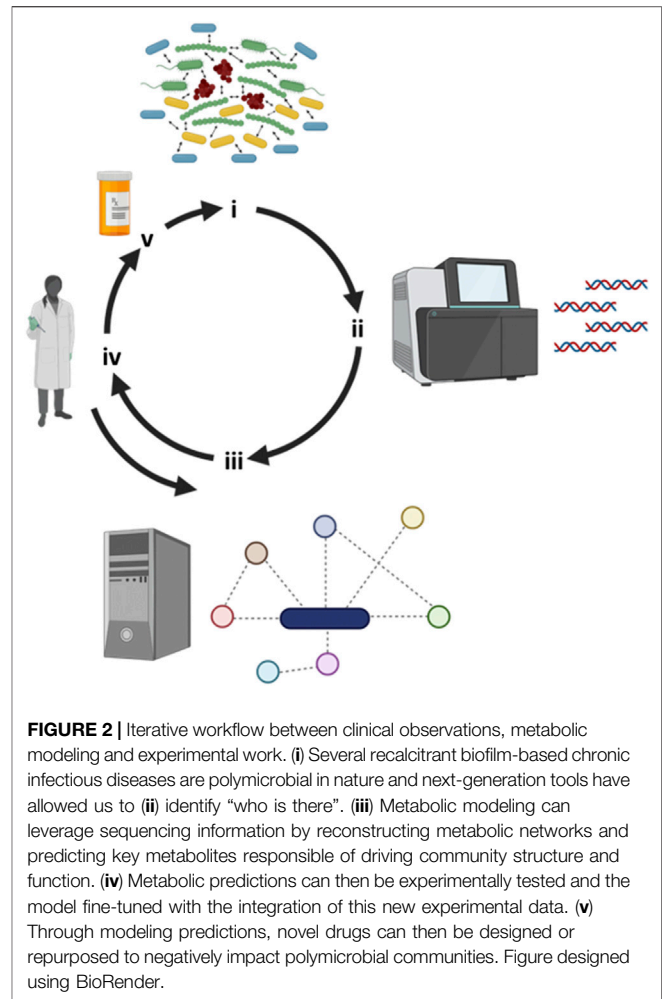 i
v
ii
iv
iii
FIGURE 2 | Iterative workflow between clinical observations, metabolic
modeling and experimental work. (i) Several recalcitrant biofilm-based chronic
infectious diseases are polymicrobial in nature and next-generation tools have
allowed us to (ii) identify “who is there”. (iii) Metabolic modeling can
leverage sequencing information by reconstructing metabolic networks and
predicting key metabolites responsible of driving community structure and
function. (iv) Metabolic predictions can then be experimentally tested and the
model fine-tuned with the integration of this new experimental data. (v)
Through modeling predictions, novel drugs can then be designed or
repurposed to negatively impact polymicrobial communities. Figure designed
using BioRender.